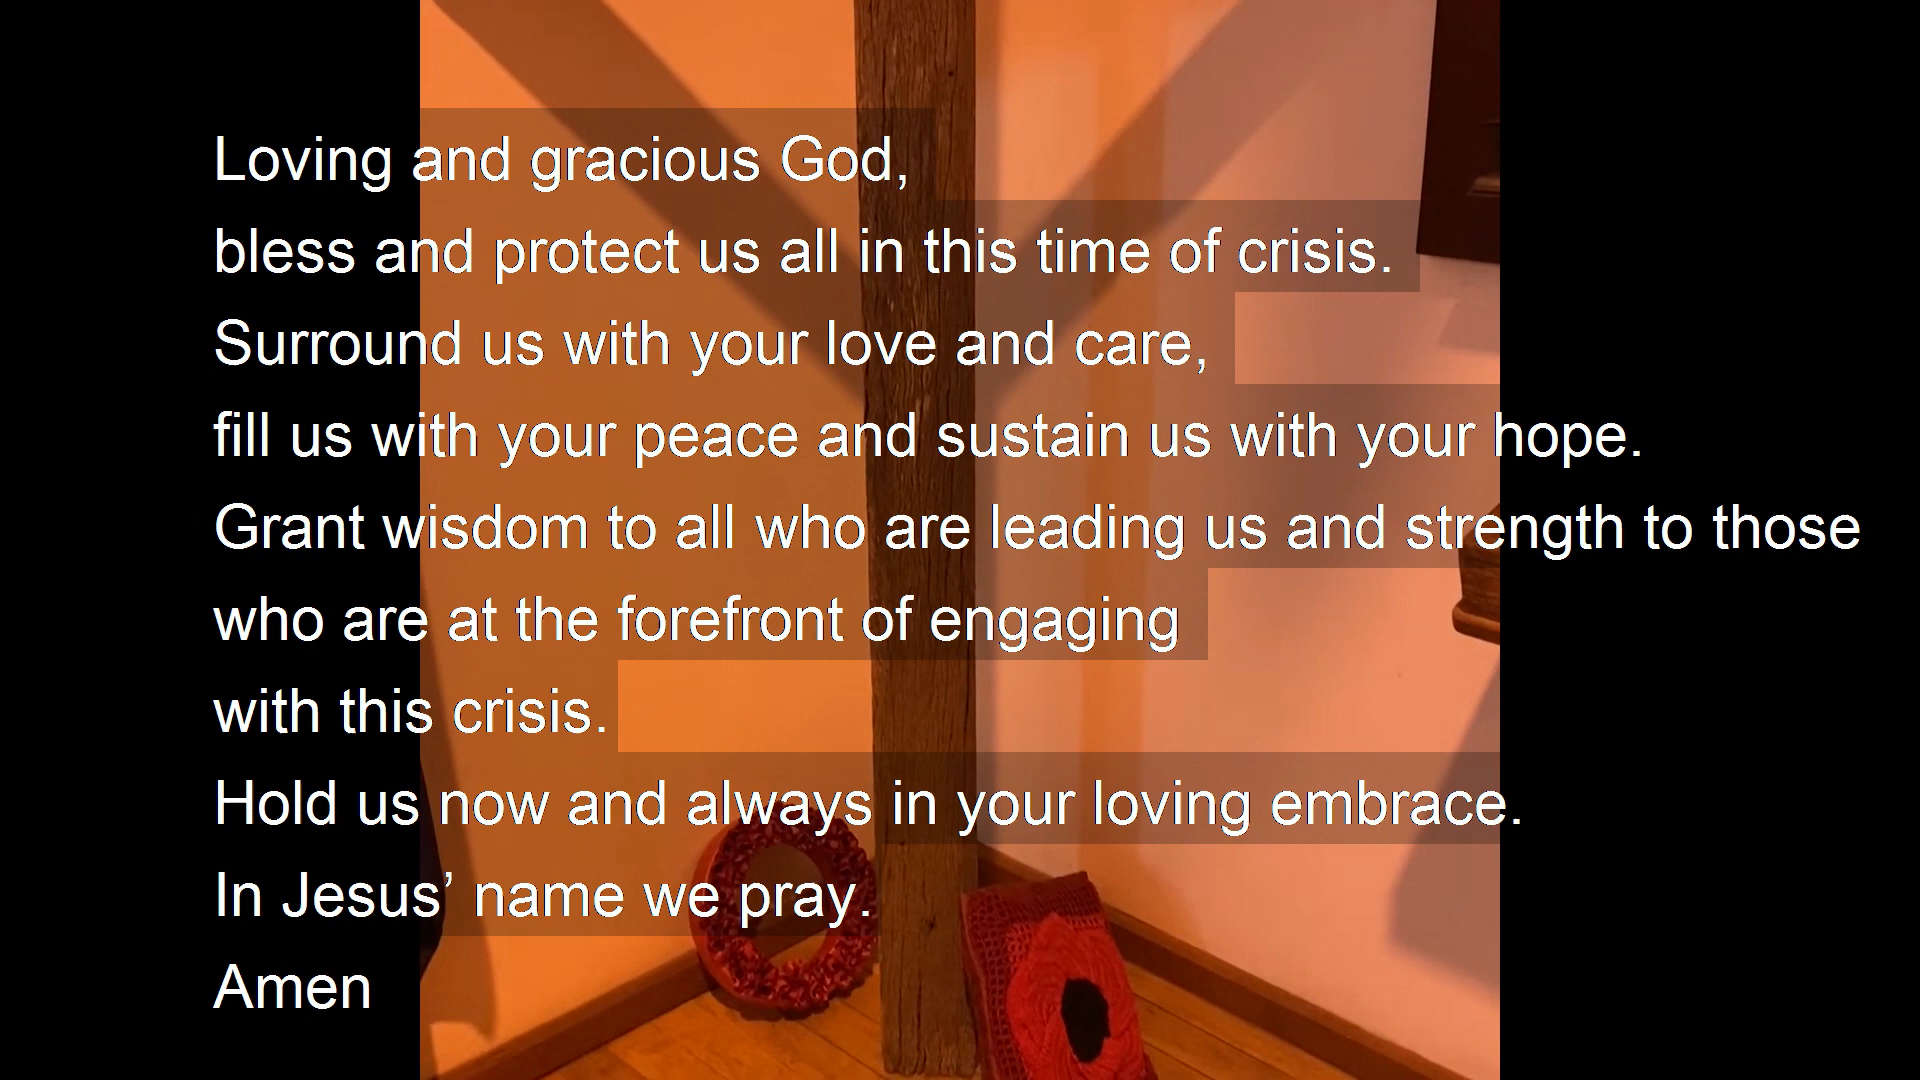 Loving and gracious God,
bless and protect us all in this time of crisis.
Surround us with your love and care,
fill us with your peace and sustain us with your hope.
Grant wisdom to all who are leading us and strength to those
who are at the forefront of engaging
with this crisis.
Hold us now and always in your loving embrace.
In Jesus’ name we pray.
Amen